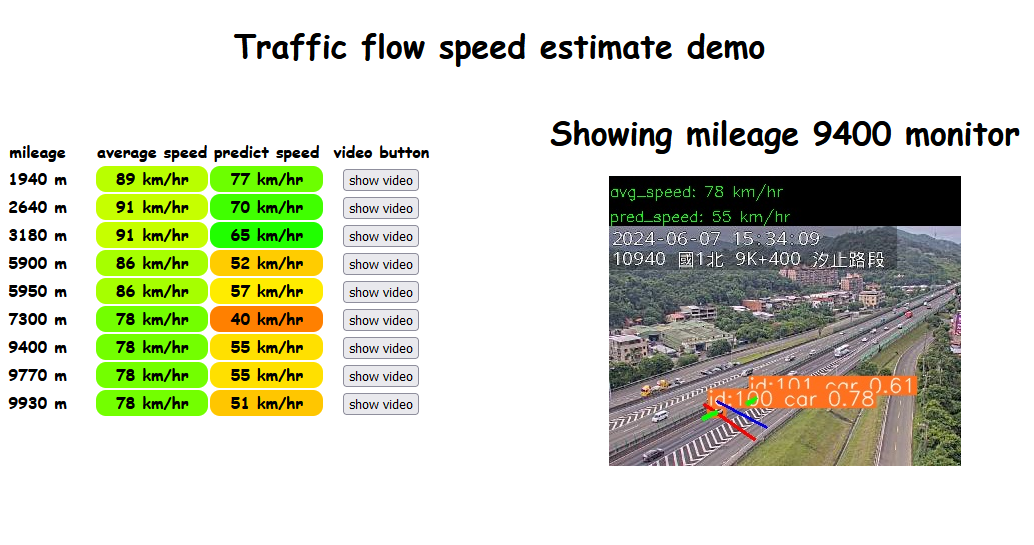 Traffic flow speed estimate demo
mileage average speed predict speed video button
1940 m 89 km/hr 77 km/hr show video
2640 m 91 km/hr 70 km/hr show video
3180 m 91 km/hr 65 km/hr show video
5900 m 86 km/hr 52 km/hr show video
5950 m 86 km/hr 57 km/hr show video
7300 m 78 km/hr 40 km/hr show video
9400 m 78 km/hr 55 km/hr show video
9770 m 78 km/hr 55 km/hr show video
9930 m 78 km/hr 51 km/hr show video
Showing mileage 9400 monitor
avg_speed: 78 km/hr
pred_speed: 55 km/hr
2024-06-07 15:34:09
10940 國1北 9K+400 汐止路段
id:101 car 0.61
id:100 car 0.78